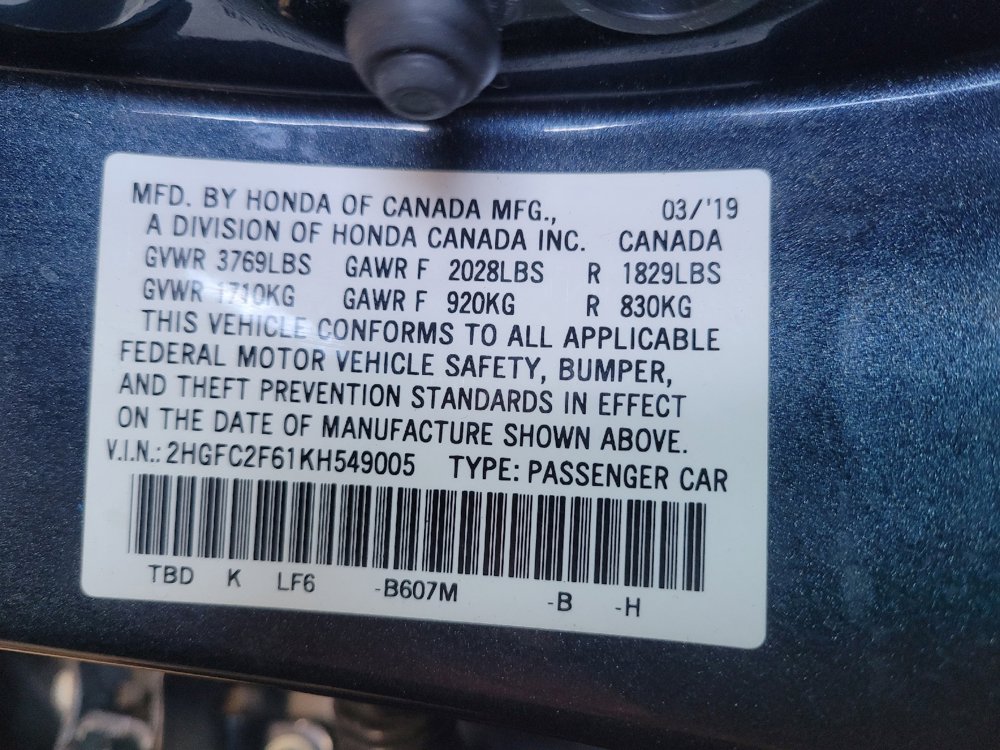 MFD. BY HONDA OF CANADA MFG., 03/'19
A DIVISION OF HONDA CANADA INC. CANADA
GVWR 3769LBS GAWR F 2028LBS R 1829LBS
GVWR 1710KG GAWR F 920KG R 830KG
THIS VEHICLE CONFORMS TO ALL APPLICABLE
FEDERAL MOTOR VEHICLE SAFETY, BUMPER,
AND THEFT PREVENTION STANDARDS IN EFFECT
ON THE DATE OF MANUFACTURE SHOWN ABOVE.
V.I.N.: 2HGFC2F61KH549005 TYPE: PASSENGER CAR
TBD K LF6 -B607M -B -H